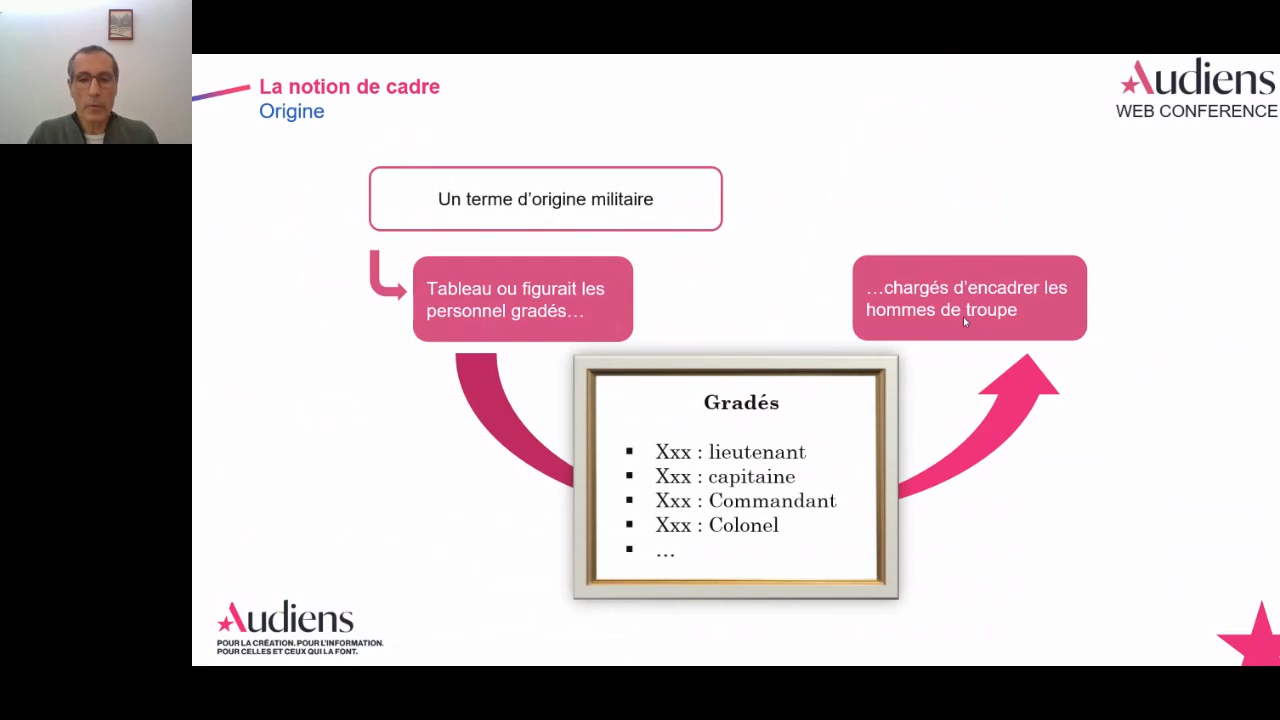 La notion de cadre
Origine
Audiens
WEB CONFERENCE
Un terme d'origine militaire
Tableau ou figurait les
personnel gradés…
…chargés d'encadrer les
hommes de troupe
Gradés
▪ Xxx : lieutenant
▪ Xxx : capitaine
▪ Xxx : Commandant
▪ Xxx : Colonel
▪ …
Audiens
POUR LA CRÉATION. POUR L'INFORMATION.
POUR CELLES ET CEUX QUI LA FONT.